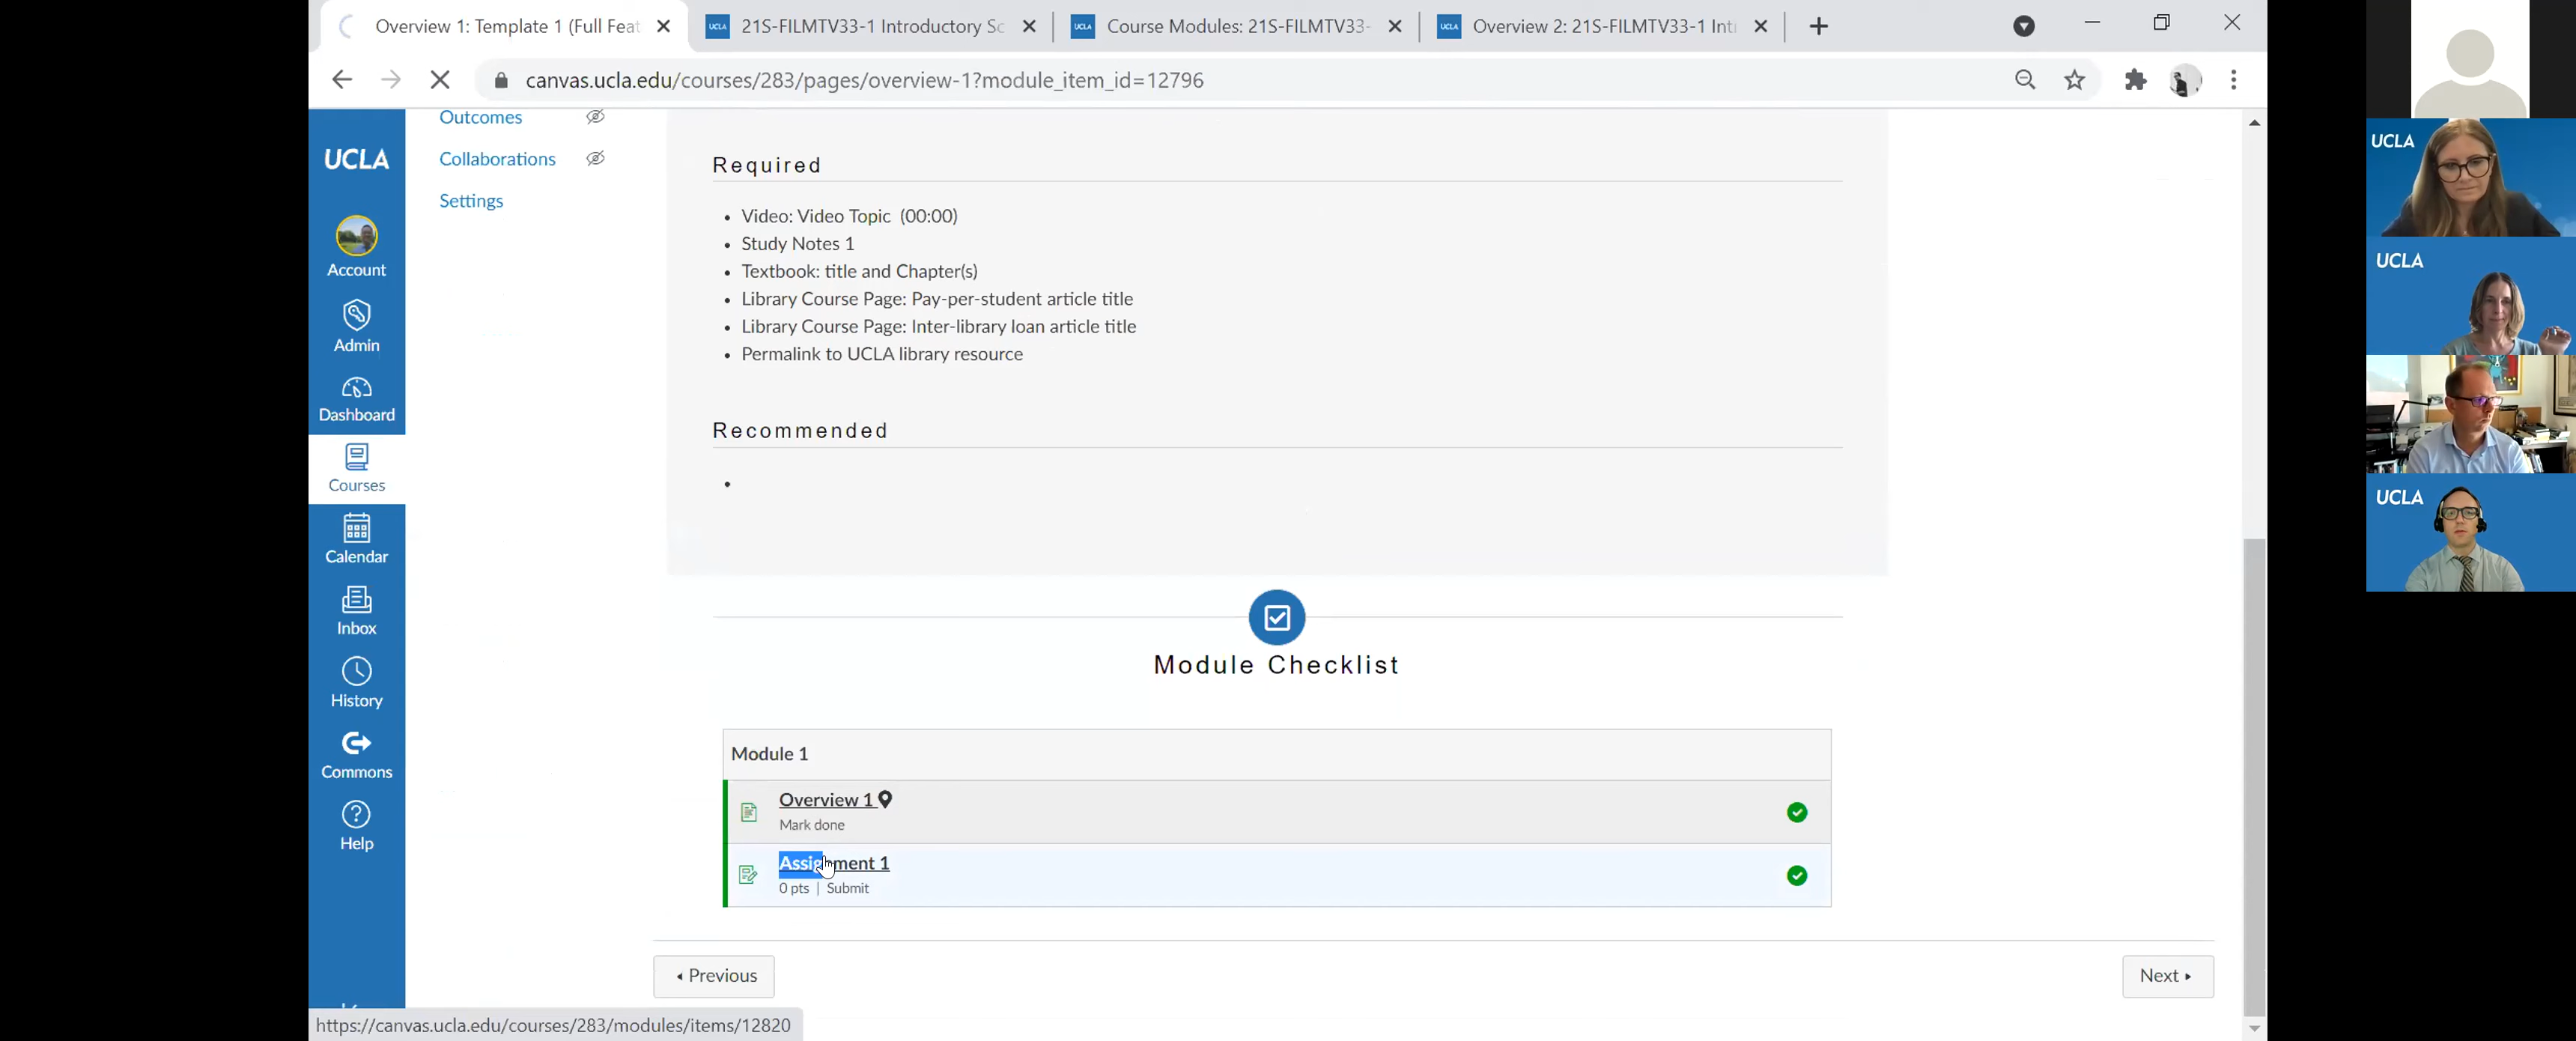 Overview 1: Template 1 (Full Feat
UCLA 21S-FILMTV33-1 Introductory Sc
UCLA Course Modules: 21S-FILMTV33-
UCLA Overview 2: 21S-FILMTV33-1 Int
canvas.ucla.edu/courses/283/pages/overview-1?module_item_id=12796
UCLA
Account
Admin
Dashboard
Courses
Calendar
Inbox
History
Commons
Help
Outcomes
Collaborations
Settings
Required
• Video: Video Topic (00:00)
• Study Notes 1
• Textbook: title and Chapter(s)
• Library Course Page: Pay-per-student article title
• Library Course Page: Inter-library loan article title
• Permalink to UCLA library resource
Recommended
•
Module Checklist
Module 1
Overview 1
Mark done
Assignment 1
0 pts | Submit
Previous
Next
https://canvas.ucla.edu/courses/283/modules/items/12820
UCLA
UCLA
UCLA